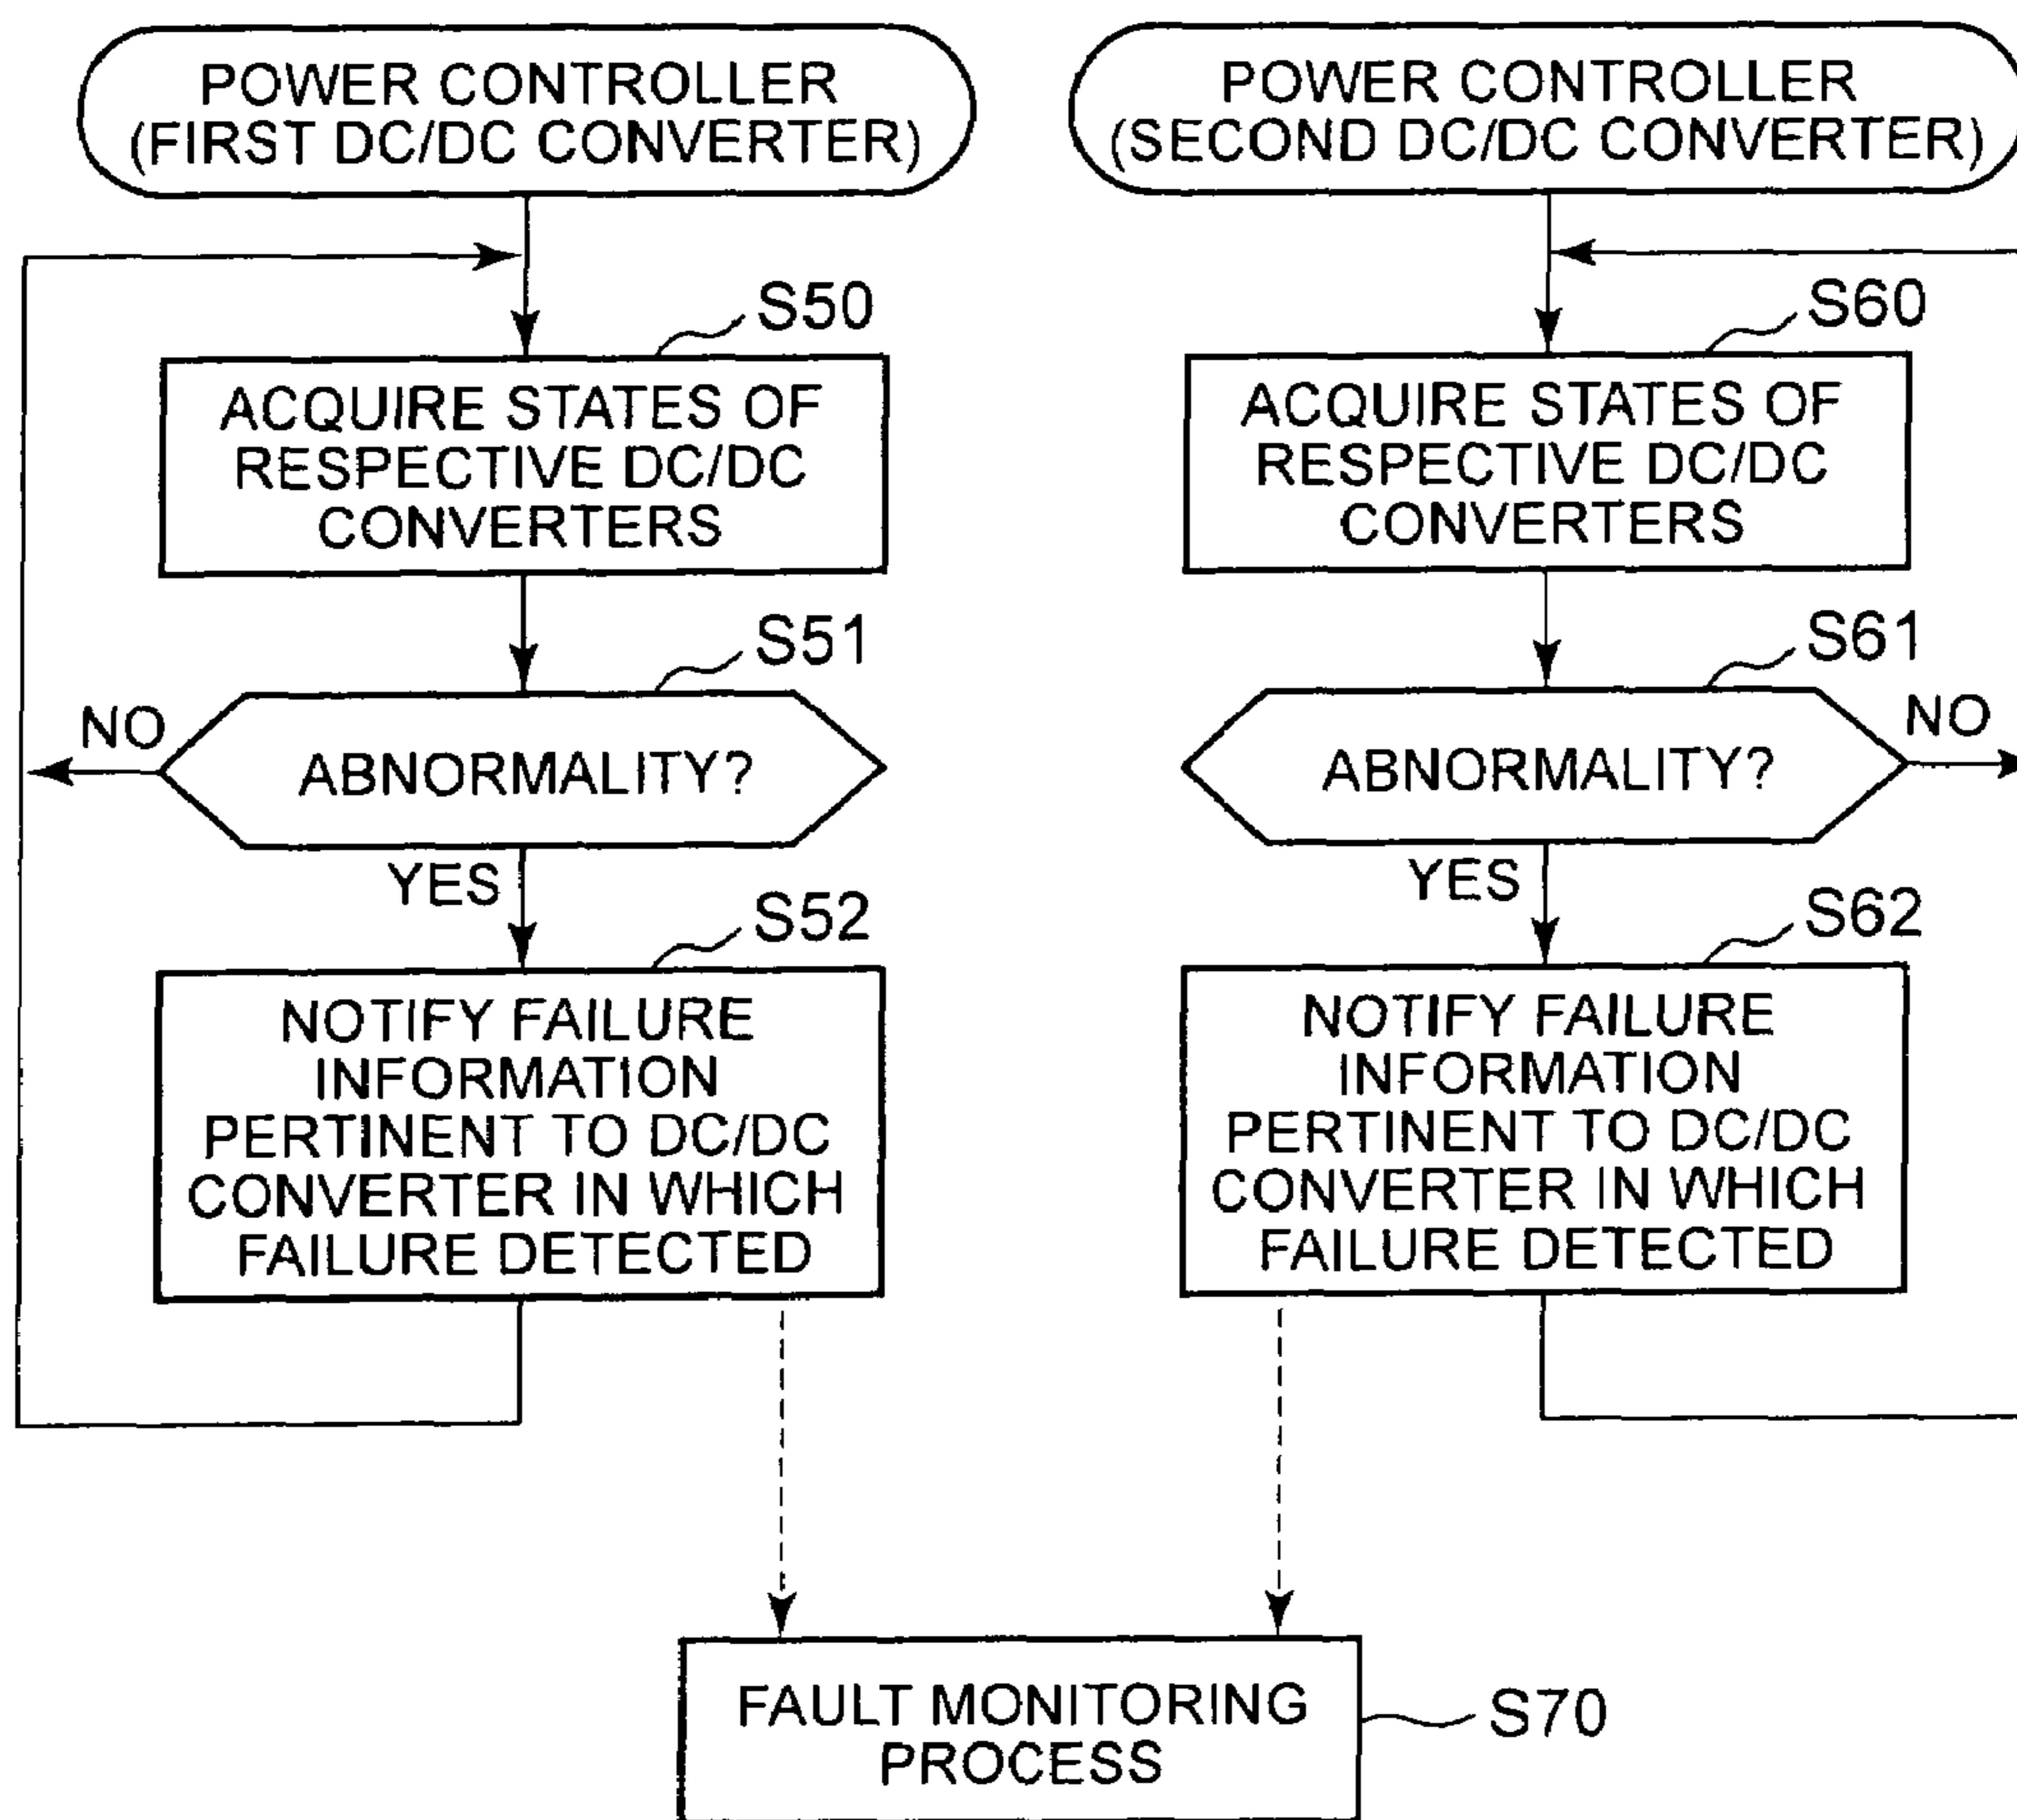 POWER CONTROLLER
(FIRST DC/DC CONVERTER)
S50
ACQUIRE STATES OF
RESPECTIVE DC/DC
CONVERTERS
S51
NO
ABNORMALITY?
YES
S52
NOTIFY FAILURE
INFORMATION
PERTINENT TO DC/DC
CONVERTER IN WHICH
FAILURE DETECTED
POWER CONTROLLER
(SECOND DC/DC CONVERTER)
S60
ACQUIRE STATES OF
RESPECTIVE DC/DC
CONVERTERS
S61
NO
ABNORMALITY?
YES
S62
NOTIFY FAILURE
INFORMATION
PERTINENT TO DC/DC
CONVERTER IN WHICH
FAILURE DETECTED
FAULT MONITORING
PROCESS
S70